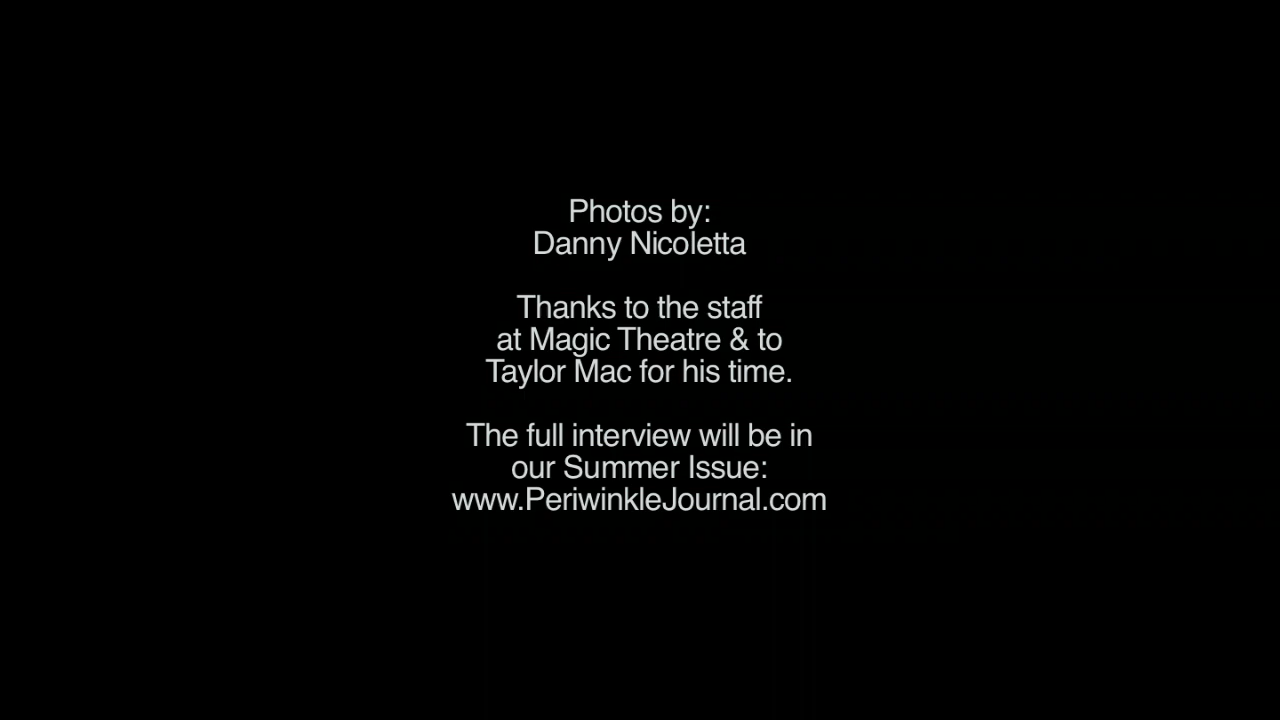 Photos by:
Danny Nicoletta
Thanks to the staff
at Magic Theatre & to
Taylor Mac for his time.
The full interview will be in
our Summer Issue:
www.PeriwinkleJournal.com